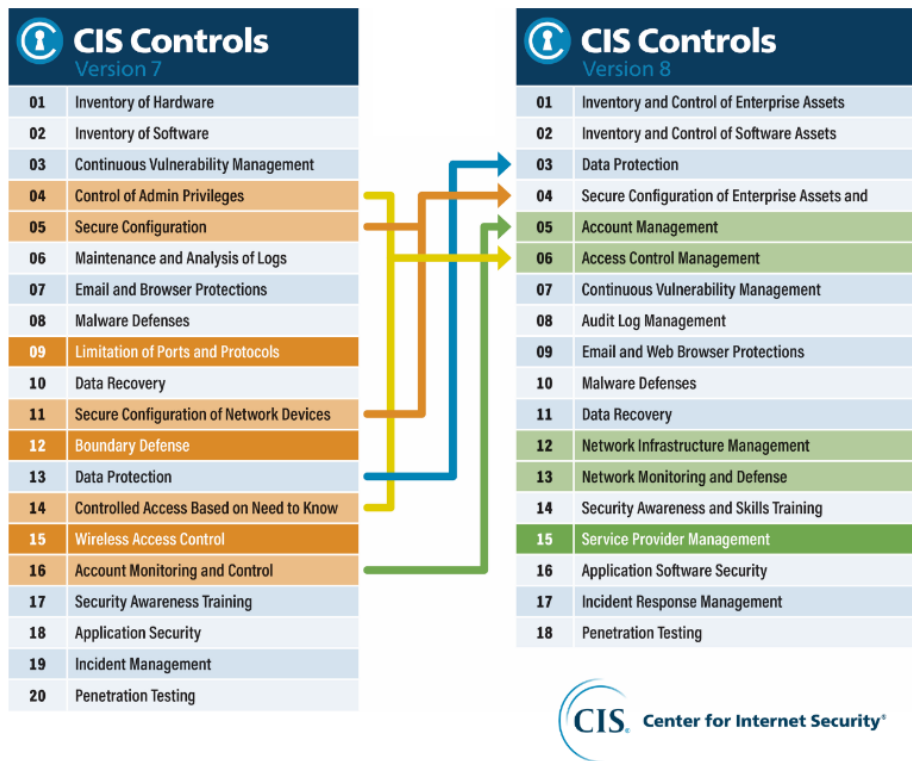 CIS Controls
Version 7
01 Inventory of Hardware
02 Inventory of Software
03 Continuous Vulnerability Management
04 Control of Admin Privileges
05 Secure Configuration
06 Maintenance and Analysis of Logs
07 Email and Browser Protections
08 Malware Defenses
09 Limitation of Ports and Protocols
10 Data Recovery
11 Secure Configuration of Network Devices
12 Boundary Defense
13 Data Protection
14 Controlled Access Based on Need to Know
15 Wireless Access Control
16 Account Monitoring and Control
17 Security Awareness Training
18 Application Security
19 Incident Management
20 Penetration Testing
CIS Controls
Version 8
01 Inventory and Control of Enterprise Assets
02 Inventory and Control of Software Assets
03 Data Protection
04 Secure Configuration of Enterprise Assets and
05 Account Management
06 Access Control Management
07 Continuous Vulnerability Management
08 Audit Log Management
09 Email and Web Browser Protections
10 Malware Defenses
11 Data Recovery
12 Network Infrastructure Management
13 Network Monitoring and Defense
14 Security Awareness and Skills Training
15 Service Provider Management
16 Application Software Security
17 Incident Response Management
18 Penetration Testing
CIS. Center for Internet Security®